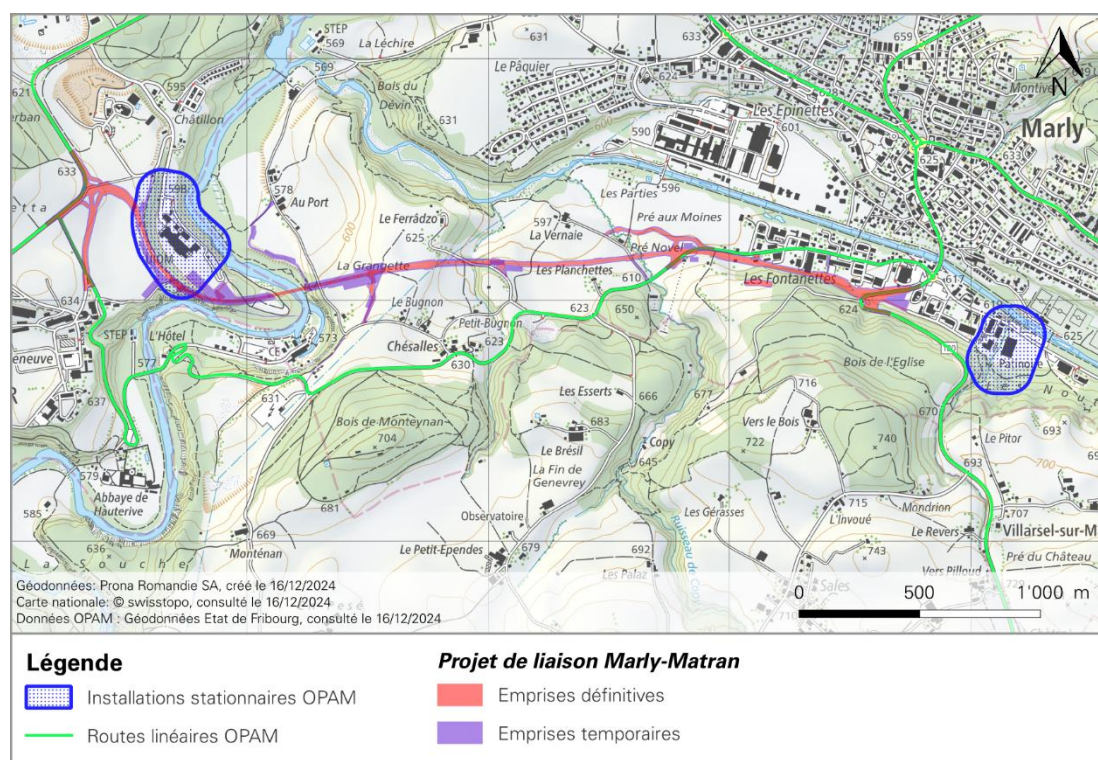 STEP
569
La Léchire
631
633
659
Le Pâquier
624
N
595
569
Bois du
Dévin
631
590
Les Epinettes
601
Marly
621
Châtillon
625
633
633
596
Les Parties
578
Au Port
Le Ferrâdzo
625
600
597
La Vernaie
Pré aux Moines
Pré Novel
La Grangette
Les Planchettes
610
Les Fontanettes
617
634
623
650
624
625
Le Bugnon
Petit-Bugnon
623
STEP
L'Hôtel
577
573
Chésalles
630
Bois de l'Eglise
637
631
Les Esserts
666
677
716
670
Bois de Monteynan
704
683
Vers le Bois
722
740
Le Pitor
693
693
700
Le Brésil
Copy
645
La Fin de
Genevrey
579
Abbaye de
Hauterive
585
681
Observatoire
Les Gérasses
715
L'Invoué
Mondrion
Le Revers
707
Villarsel-sur-M
636
669
Monténan
Le Petit-Ependes
679
692
Les Palaz
743
Vers Pilloud
Pré du Château
La Souche
Sales
Géodonnées: Prona Romandie SA, créé le 16/12/2024
Carte nationale: © swisstopo, consulté le 16/12/2024
Données OPAM : Géodonnées Etat de Fribourg, consulté le 16/12/2024
0 500 1'000 m
Légende
Installations stationnaires OPAM
Routes linéaires OPAM
Projet de liaison Marly-Matran
Emprises définitives
Emprises temporaires